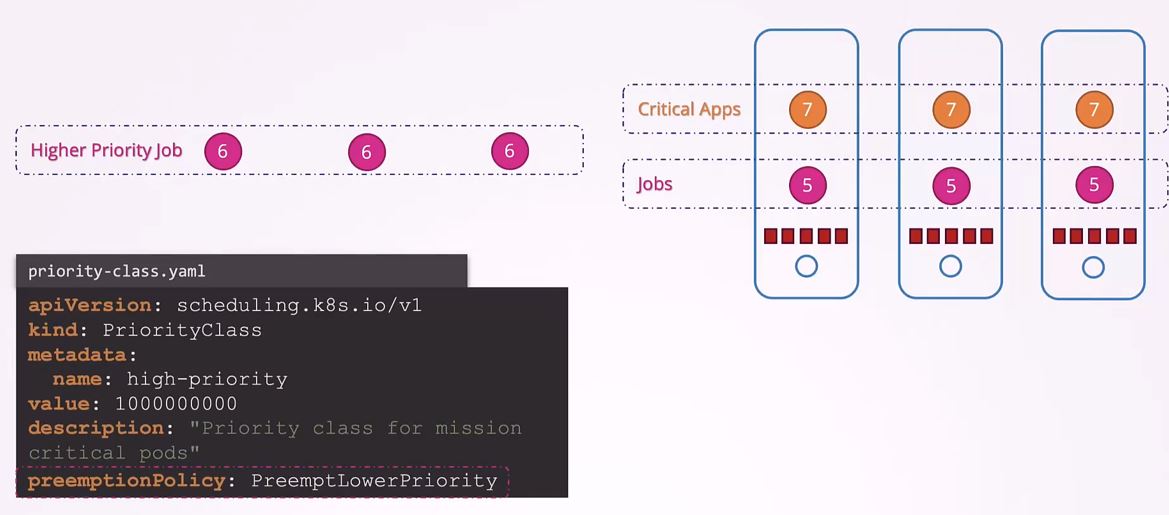 Higher Priority Job 6 6 6
Critical Apps 7 7 7
Jobs 5 5 5
priority-class.yaml
apiVersion: scheduling.k8s.io/v1
kind: PriorityClass
metadata:
  name: high-priority
value: 1000000000
description: "Priority class for mission
critical pods"
preemptionPolicy: PreemptLowerPriority